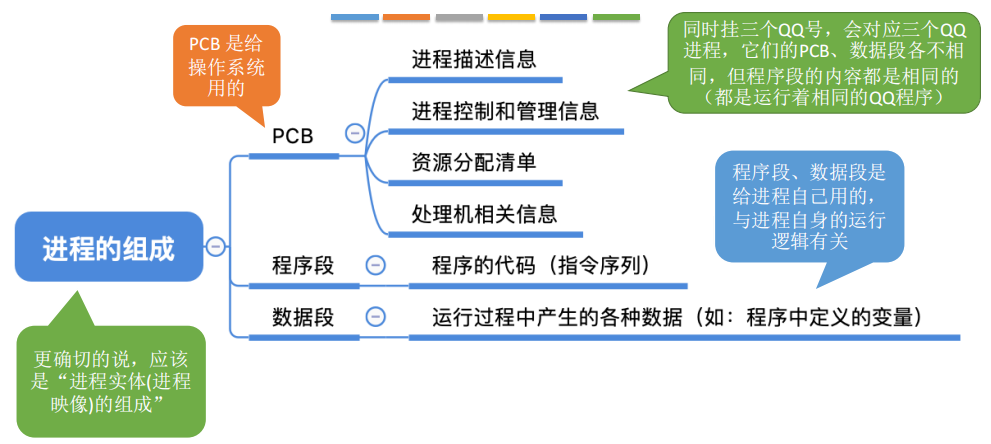 PCB 是给
操作系统
用的
同时挂三个QQ号，会对应三个QQ
进程，它们的PCB、数据段各不相
同，但程序段的内容都是相同的
（都是运行着相同的QQ程序）
进程描述信息
进程控制和管理信息
PCB
资源分配清单
处理机相关信息
程序段、数据段是
给进程自己用的，
与进程自身的运行
逻辑有关
进程的组成
程序段
程序的代码（指令序列）
数据段
运行过程中产生的各种数据（如：程序中定义的变量）
更确切的说，应该
是“进程实体(进程
映像)的组成”